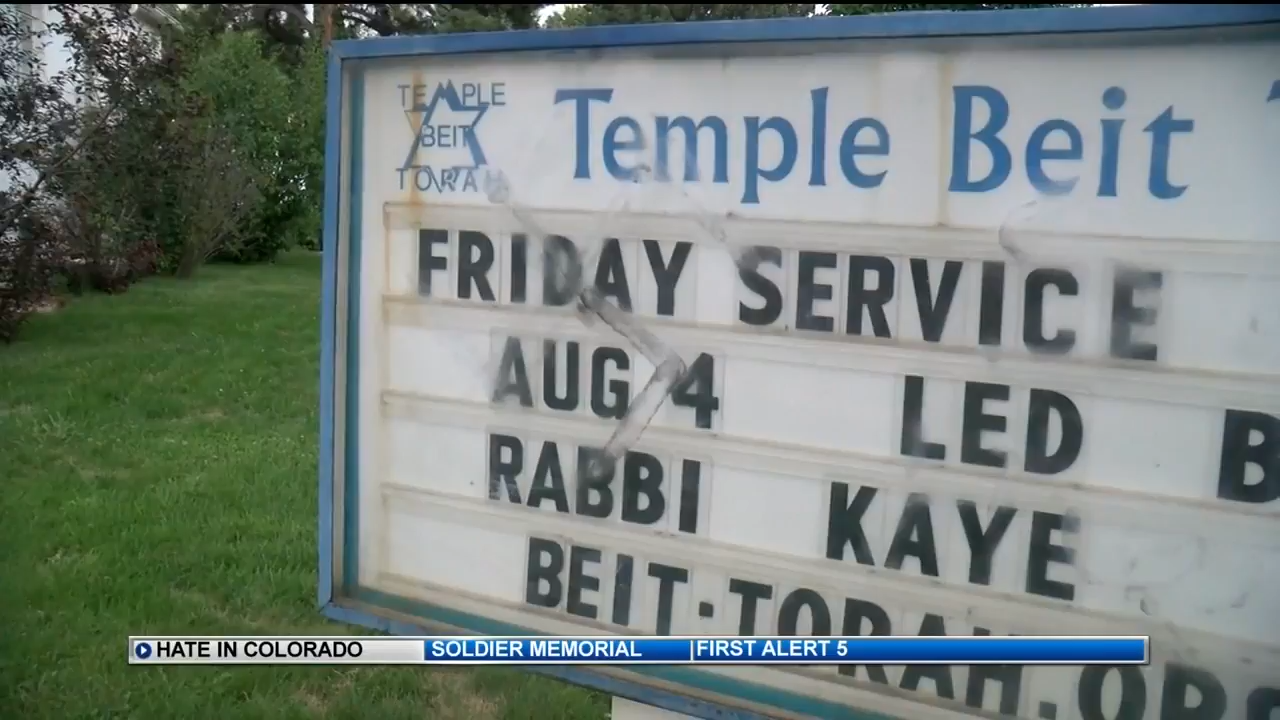 TEMPLE
BEIT
TORAH
Temple Beit
FRIDAY SERVICE
AUG 4 LED B
RABBI KAYE
BEIT-TORAH.ORG
HATE IN COLORADO SOLDIER MEMORIAL FIRST ALERT 5